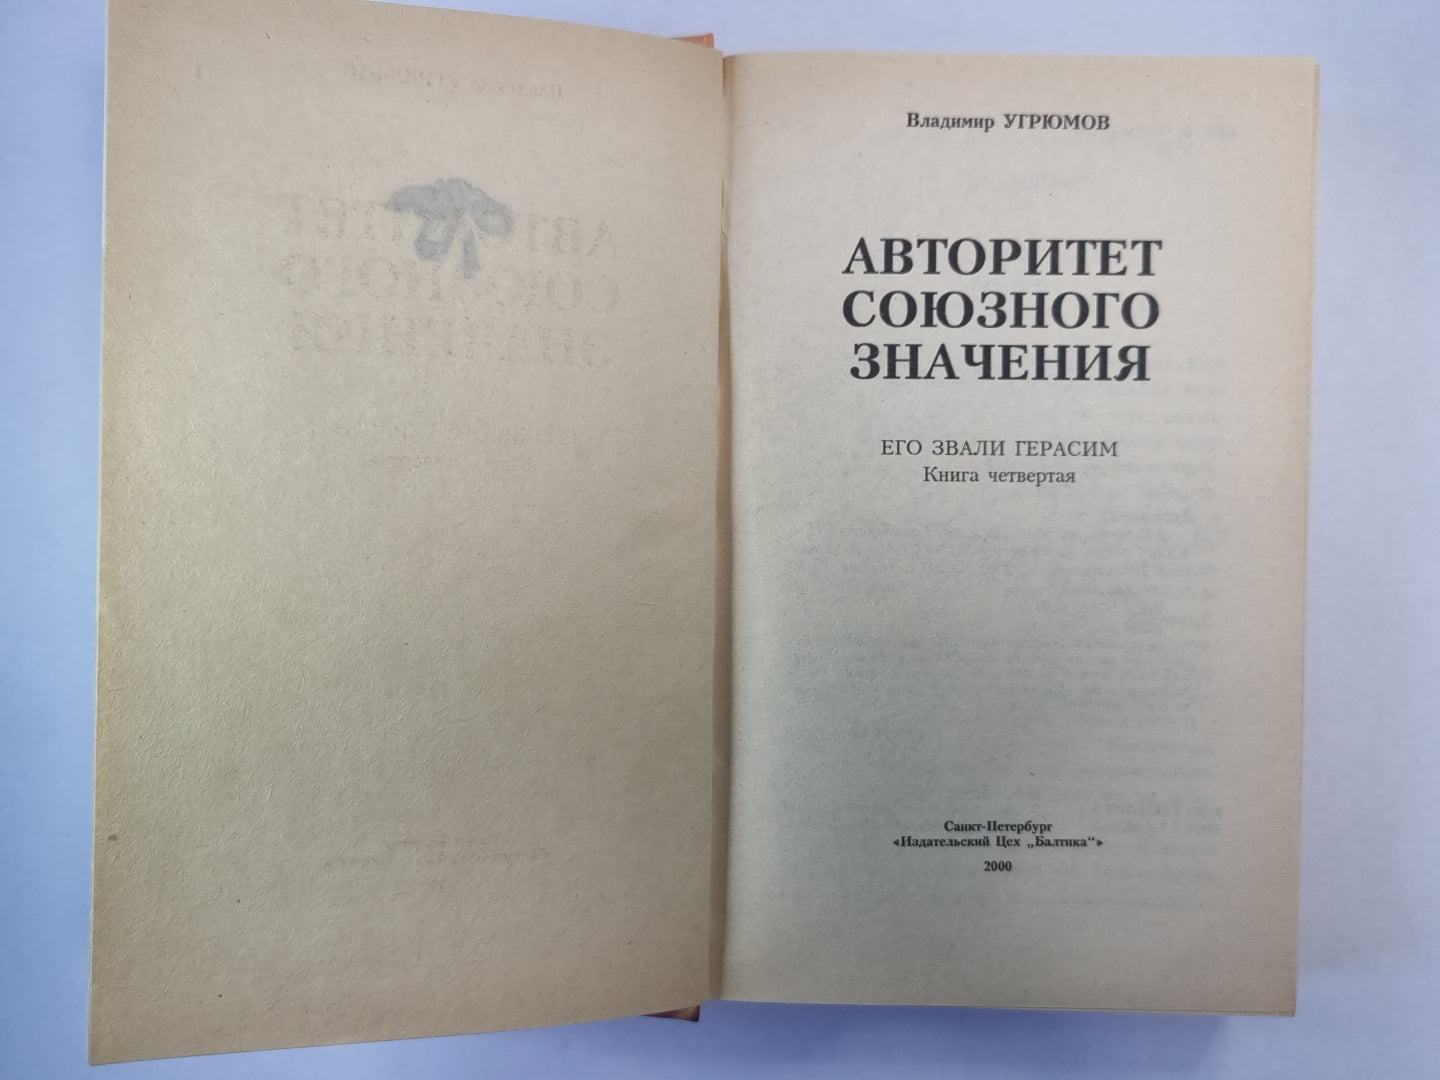 Владимир УГРЮМОВ
АВТОРИТЕТ
СОЮЗНОГО
ЗНАЧЕНИЯ
ЕГО ЗВАЛИ ГЕРАСИМ
Книга четвертая
Санкт-Петербург
«Издательский Цех „Балтика“»
2000